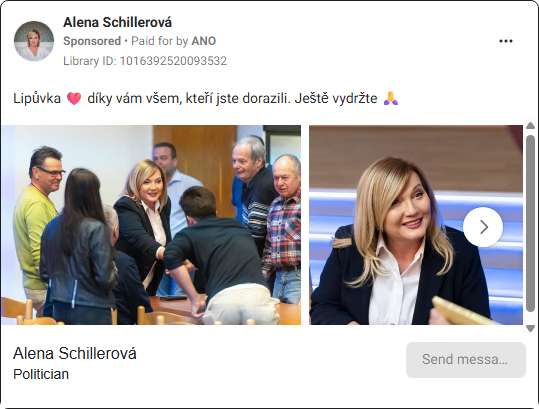 Alena Schillerová
Sponsored • Paid for by ANO
Library ID: 1016392520093532
Lipůvka 💓 díky vám všem, kteří jste dorazili. Ještě vydržte 🙏
Alena Schillerová
Politician
Send messa...